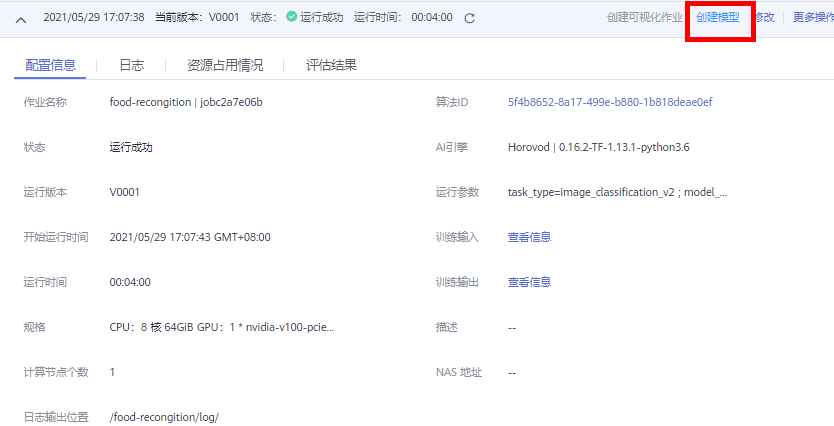 2021/05/29 17:07:38 当前版本：V0001 状态： 运行成功 运行时间： 00:04:00 创建可视化作业 创建模型 修改 更多操作
配置信息 日志 资源占用情况 评估结果
作业名称 food-recongition | jobc2a7e06b 算法ID 5f4b8652-8a17-499e-b880-1b818deae0ef
状态 运行成功 AI引擎 Horovod | 0.16.2-TF-1.13.1-python3.6
运行版本 V0001 运行参数 task_type=image_classification_v2 ; model_...
开始运行时间 2021/05/29 17:07:43 GMT+08:00 训练输入 查看信息
运行时间 00:04:00 训练输出 查看信息
规格 CPU：8 核 64GiB GPU：1 * nvidia-v100-pcie... 描述 --
计算节点个数 1 NAS 地址 --
日志输出位置 /food-recongition/log/